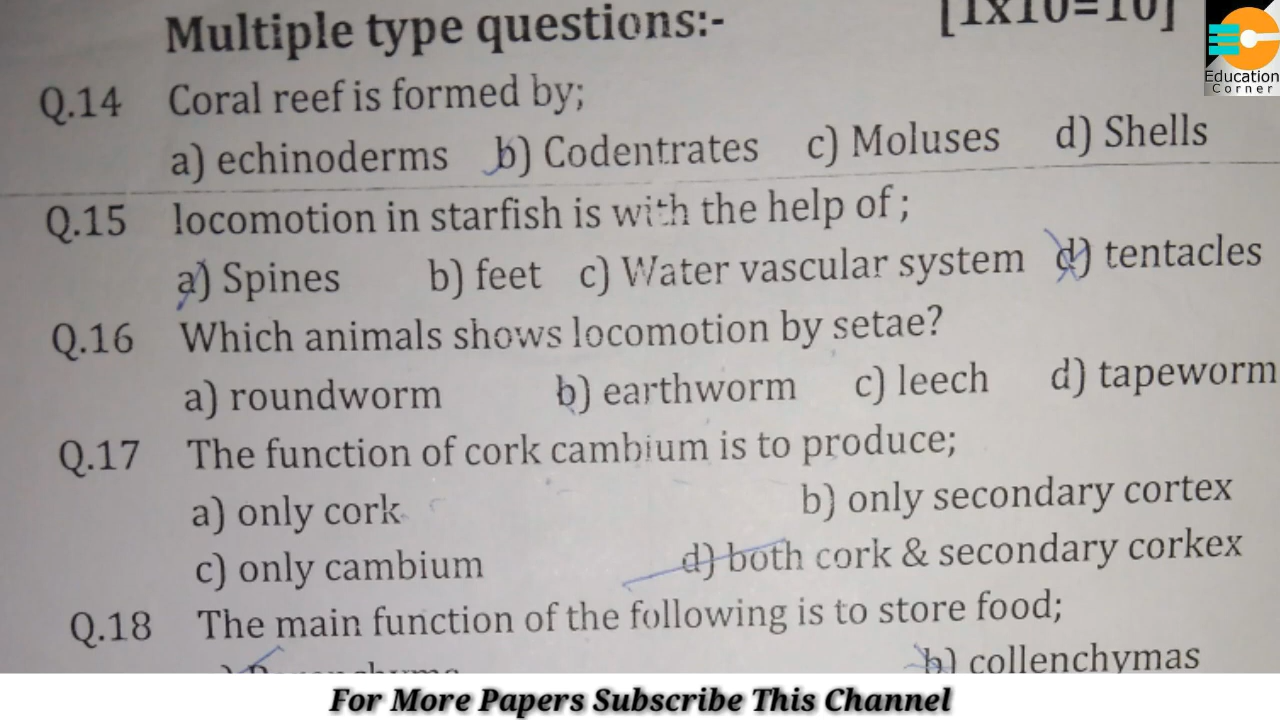 Multiple type questions:- [1x10=10]
Education
Corner
Q.14 Coral reef is formed by;
a) echinoderms b) Codentrates c) Moluses d) Shells
Q.15 locomotion in starfish is with the help of ;
a) Spines b) feet c) Water vascular system d) tentacles
Q.16 Which animals shows locomotion by setae?
a) roundworm b) earthworm c) leech d) tapeworm
Q.17 The function of cork cambium is to produce;
a) only cork b) only secondary cortex
c) only cambium d) both cork & secondary corkex
Q.18 The main function of the following is to store food;
b) collenchymas
For More Papers Subscribe This Channel